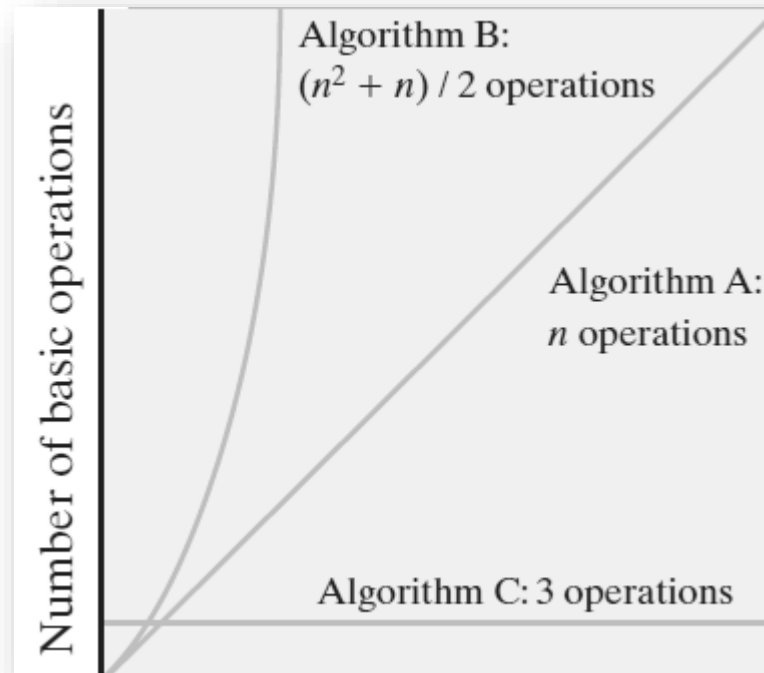 Number of basic operations
Algorithm B:
(n² + n) / 2 operations
Algorithm A:
n operations
Algorithm C: 3 operations